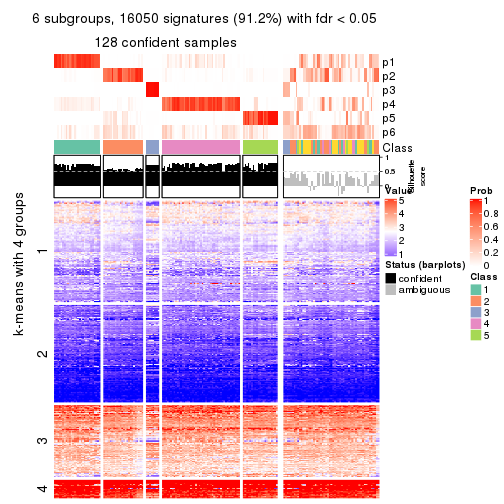 6 subgroups, 16050 signatures (91.2%) with fdr < 0.05
128 confident samples
p1
p2
p3
p4
p5
p6
Class
1
0.5
0
Silhouette
score
k-means with 4 groups
1
2
3
4
Value
5
4
3
2
1
Status (barplots)
confident
ambiguous
Prob
1
0.8
0.6
0.4
0.2
0
Class
1
2
3
4
5